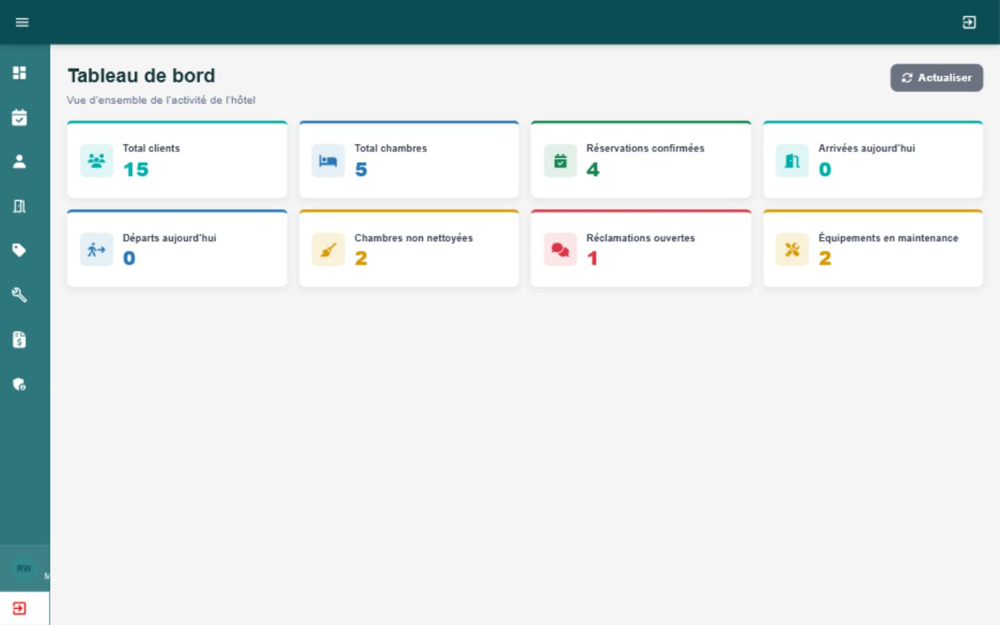 Tableau de bord
Actualiser
Vue d'ensemble de l'activité de l'hôtel
Total clients
15
Total chambres
5
Réservations confirmées
4
Arrivées aujourd'hui
0
Départs aujourd'hui
0
Chambres non nettoyées
2
Réclamations ouvertes
1
Équipements en maintenance
2
RW
M